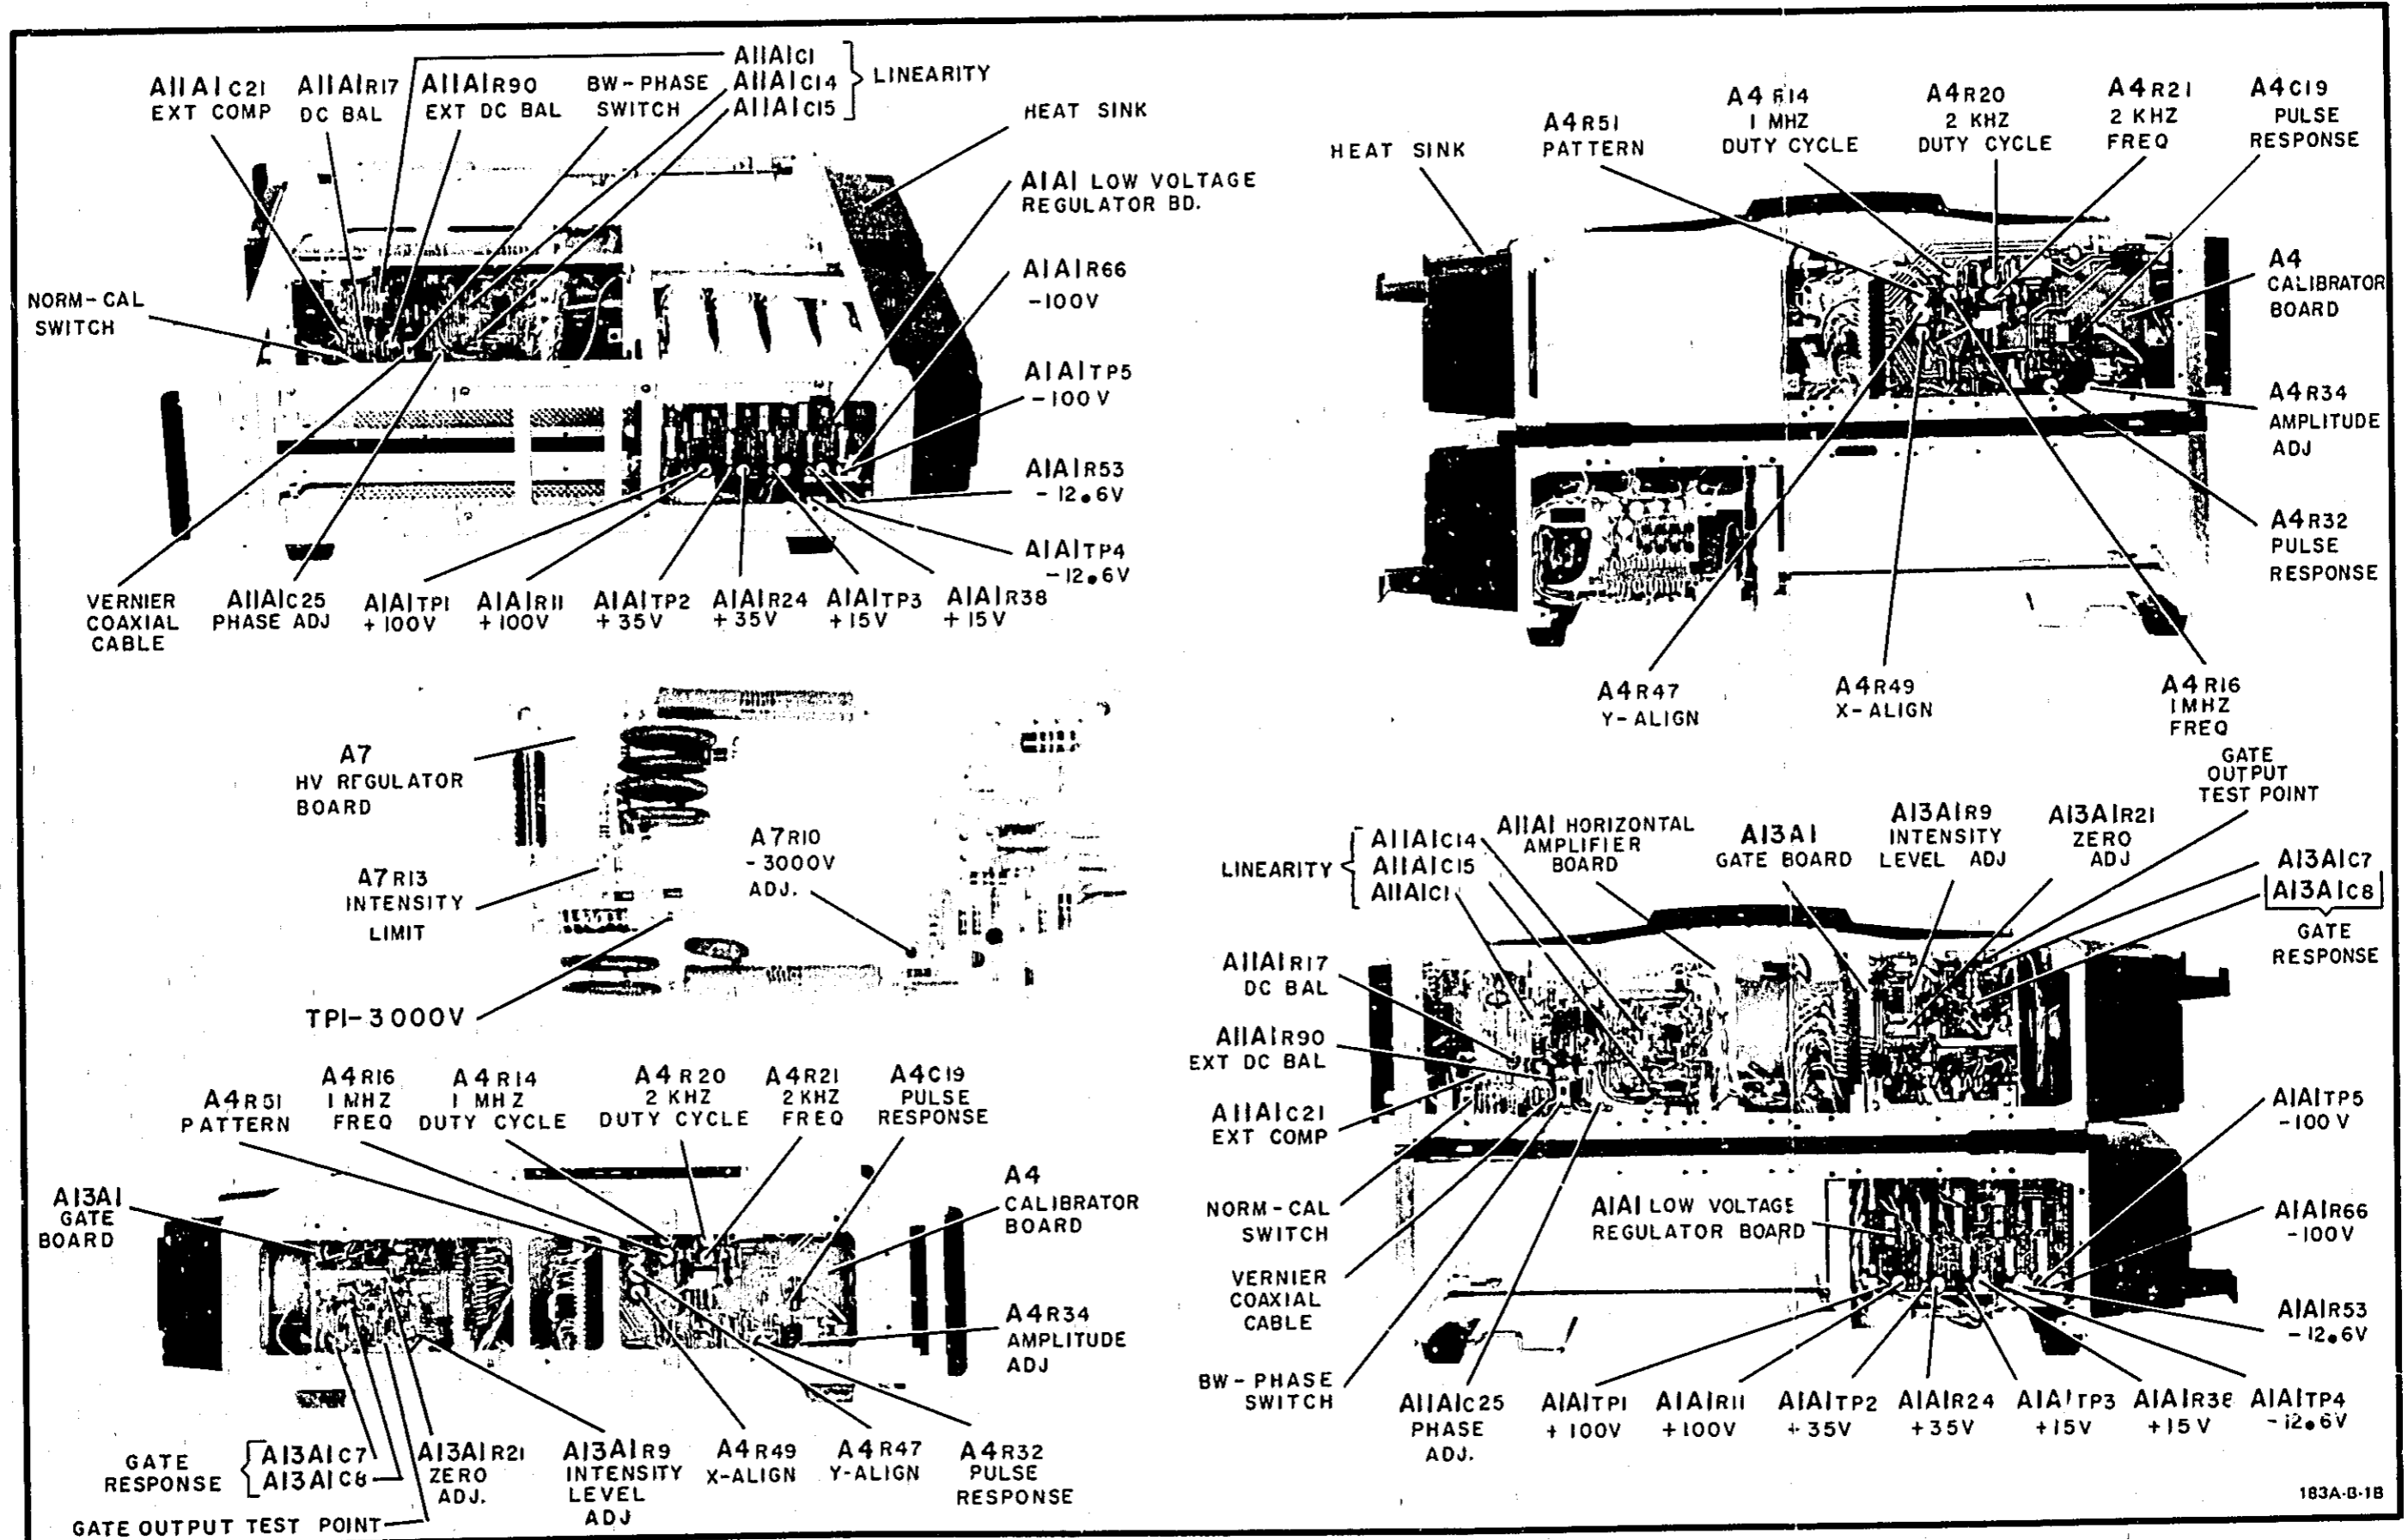 A11A1C21
EXT COMP
A11A1R17
DC BAL
A11A1R90
EXT DC BAL
BW-PHASE
SWITCH
A11A1C1
A11A1C14
A11A1C15
LINEARITY
HEAT SINK
A1A1 LOW VOLTAGE
REGULATOR BD.
A1A1R66
-100V
A1A1TP5
-100V
A1A1R53
-12.6V
A1A1TP4
-12.6V
NORM-CAL
SWITCH
VERNIER
COAXIAL
CABLE
A11A1C25
PHASE ADJ
A1A1TP1
+100V
A1A1R11
+100V
A1A1TP2
+35V
A1A1R24
+35V
A1A1TP3
+15V
A1A1R38
+15V
HEAT SINK
A4R51
PATTERN
A4R14
1 MHZ
DUTY CYCLE
A4R20
2 KHZ
DUTY CYCLE
A4R21
2 KHZ
FREQ
A4C19
PULSE
RESPONSE
A4
CALIBRATOR
BOARD
A4R34
AMPLITUDE
ADJ
A4R32
PULSE
RESPONSE
A4R47
Y-ALIGN
A4R49
X-ALIGN
A4R16
1MHZ
FREQ
A7
HV REGULATOR
BOARD
A7R13
INTENSITY
LIMIT
A7R10
-3000V
ADJ.
TP1-3000V
A4R51
PATTERN
A4R16
1 MHZ
FREQ
A4R14
1 MHZ
DUTY CYCLE
A4R20
2 KHZ
DUTY CYCLE
A4R21
2 KHZ
FREQ
A4C19
PULSE
RESPONSE
A13A1
GATE
BOARD
A4
CALIBRATOR
BOARD
A4R34
AMPLITUDE
ADJ
GATE
RESPONSE
A13A1C7
A13A1C8
A13A1R21
ZERO
ADJ.
A13A1R9
INTENSITY
LEVEL
ADJ
A4R49
X-ALIGN
A4R47
Y-ALIGN
A4R32
PULSE
RESPONSE
GATE OUTPUT TEST POINT
LINEARITY
A11A1C14
A11A1C15
A11A1C1
A11A1 HORIZONTAL
AMPLIFIER
BOARD
A13A1
GATE BOARD
A13A1R9
INTENSITY
LEVEL ADJ
A13A1R21
ZERO
ADJ
GATE
OUTPUT
TEST POINT
A13A1C7
A13A1C8
GATE
RESPONSE
A11A1R17
DC BAL
A11A1R90
EXT DC BAL
A11A1C21
EXT COMP
NORM-CAL
SWITCH
VERNIER
COAXIAL
CABLE
BW-PHASE
SWITCH
A1A1 LOW VOLTAGE
REGULATOR BOARD
A1A1TP5
-100V
A1A1R66
-100V
A1A1R53
-12.6V
A11A1C25
PHASE
ADJ.
A1A1TP1
+100V
A1A1R11
+100V
A1A1TP2
+35V
A1A1R24
+35V
A1A1TP3
+15V
A1A1R38
+15V
A1A1TP4
-12.6V
183A-B-1B